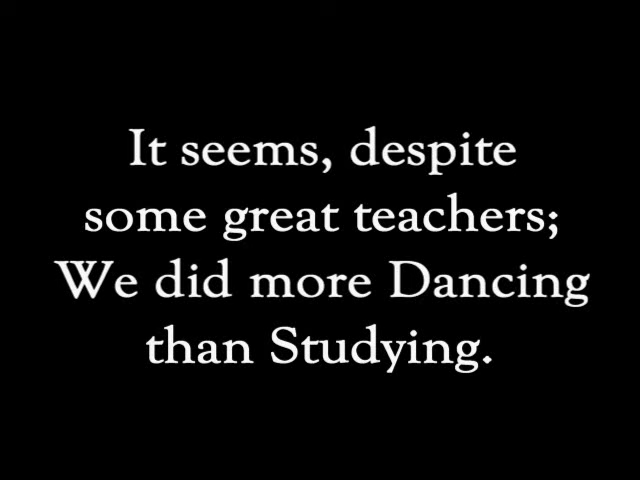 It seems, despite
some great teachers;
We did more Dancing
than Studying.